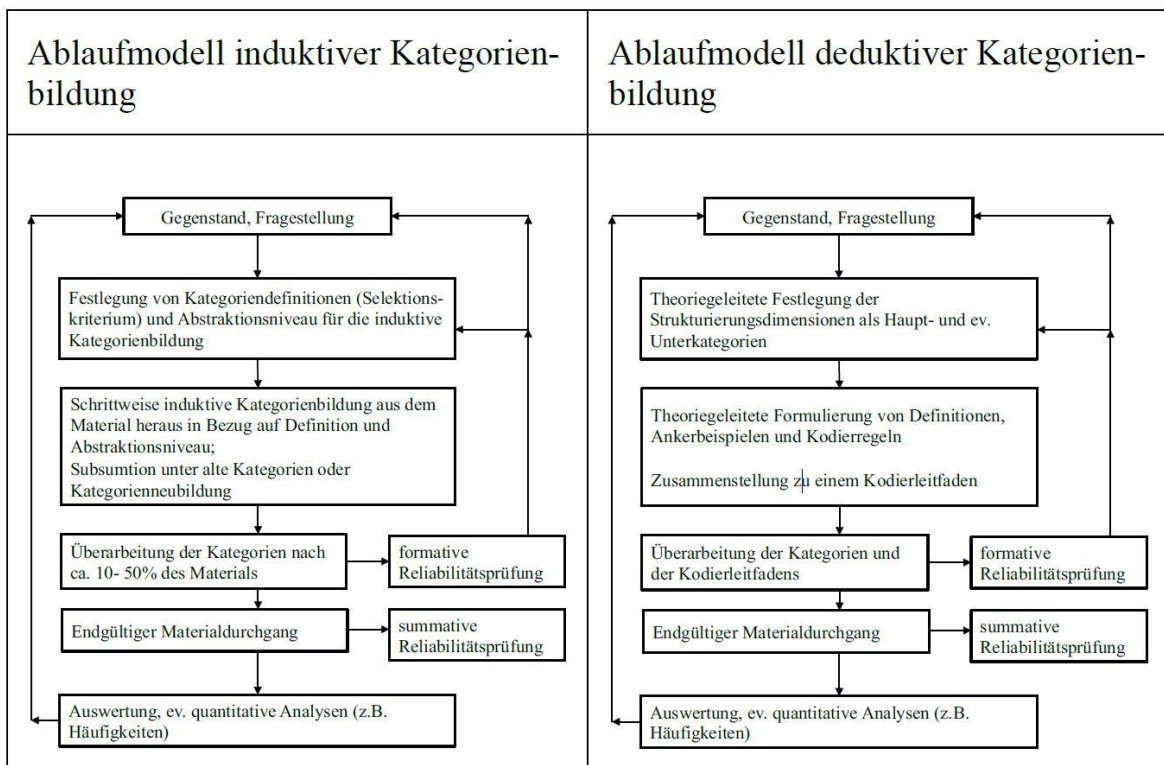 Ablaufmodell induktiver Kategorien-
bildung
Gegenstand, Fragestellung
Festlegung von Kategoriendefinitionen (Selektions-
kriterium) und Abstraktionsniveau für die induktive
Kategorienbildung
Schrittweise induktive Kategorienbildung aus dem
Material heraus in Bezug auf Definition und
Abstraktionsniveau;
Subsumtion unter alte Kategorien oder
Kategorienneubildung
Überarbeitung der Kategorien nach
ca. 10- 50% des Materials
formative
Reliabilitätsprüfung
Endgültiger Materialdurchgang
summative
Reliabilitätsprüfung
Auswertung, ev. quantitative Analysen (z.B.
Häufigkeiten)
Ablaufmodell deduktiver Kategorien-
bildung
Gegenstand, Fragestellung
Theoriegeleitete Festlegung der
Strukturierungsdimensionen als Haupt- und ev.
Unterkategorien
Theoriegeleitete Formulierung von Definitionen,
Ankerbeispielen und Kodierregeln
Zusammenstellung zu einem Kodierleitfaden
Überarbeitung der Kategorien und
der Kodierleitfadens
formative
Reliabilitätsprüfung
Endgültiger Materialdurchgang
summative
Reliabilitätsprüfung
Auswertung, ev. quantitative Analysen (z.B.
Häufigkeiten)